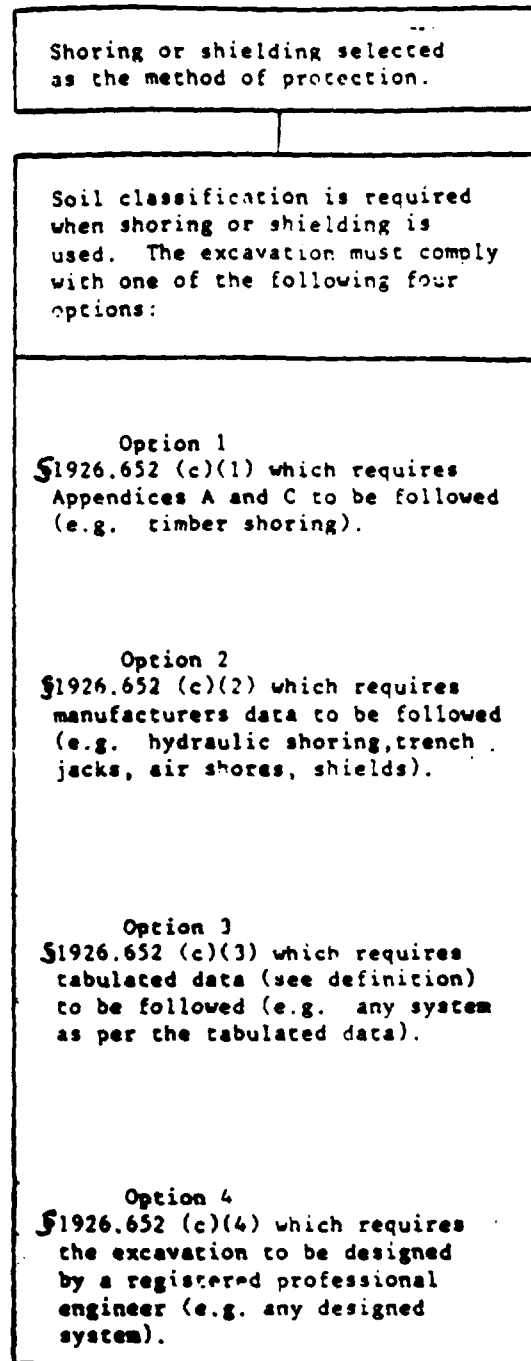 Shoring or shielding selected
as the method of protection.
Soil classification is required
when shoring or shielding is
used. The excavation must comply
with one of the following four
options:
Option 1
§1926.652 (c)(1) which requires
Appendices A and C to be followed
(e.g. timber shoring).
Option 2
§1926.652 (c)(2) which requires
manufacturers data to be followed
(e.g. hydraulic shoring,trench
jacks, air shores, shields).
Option 3
§1926.652 (c)(3) which requires
tabulated data (see definition)
to be followed (e.g. any system
as per the tabulated data).
Option 4
§1926.652 (c)(4) which requires
the excavation to be designed
by a registered professional
engineer (e.g. any designed
system).